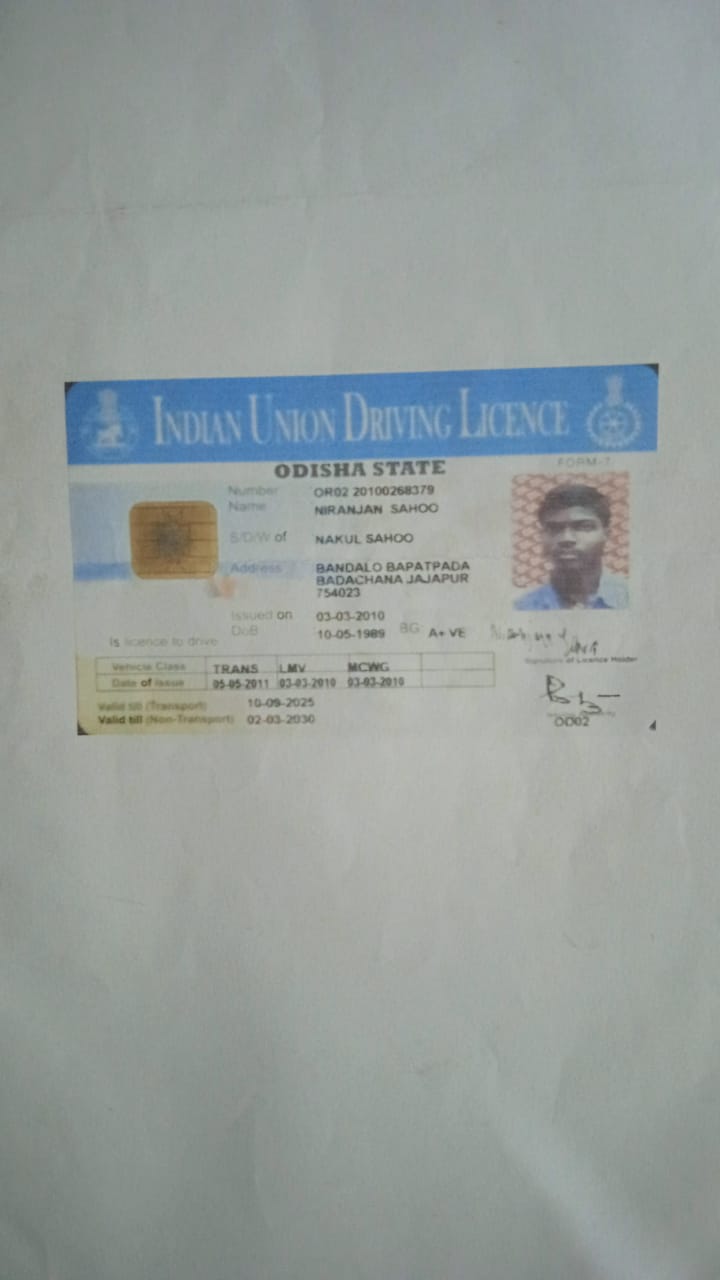 INDIAN UNION DRIVING LICENCE
ODISHA STATE
FORM-7
Number OR02 20100268379
Name NIRANJAN SAHOO
S/D/W of NAKUL SAHOO
Address BANDALO BAPATPADA
BADACHANA JAJAPUR
754023
Issued on 03-03-2010
DoB 10-05-1989 BG A+ VE
Is licence to drive
Signature of Licence Holder
Vehicle Class TRANS LMV MCWG
Date of Issue 05-05-2011 03-03-2010 03-03-2010
Valid till (Transport) 10-09-2025
Valid till (Non-Transport) 02-03-2030
OD02